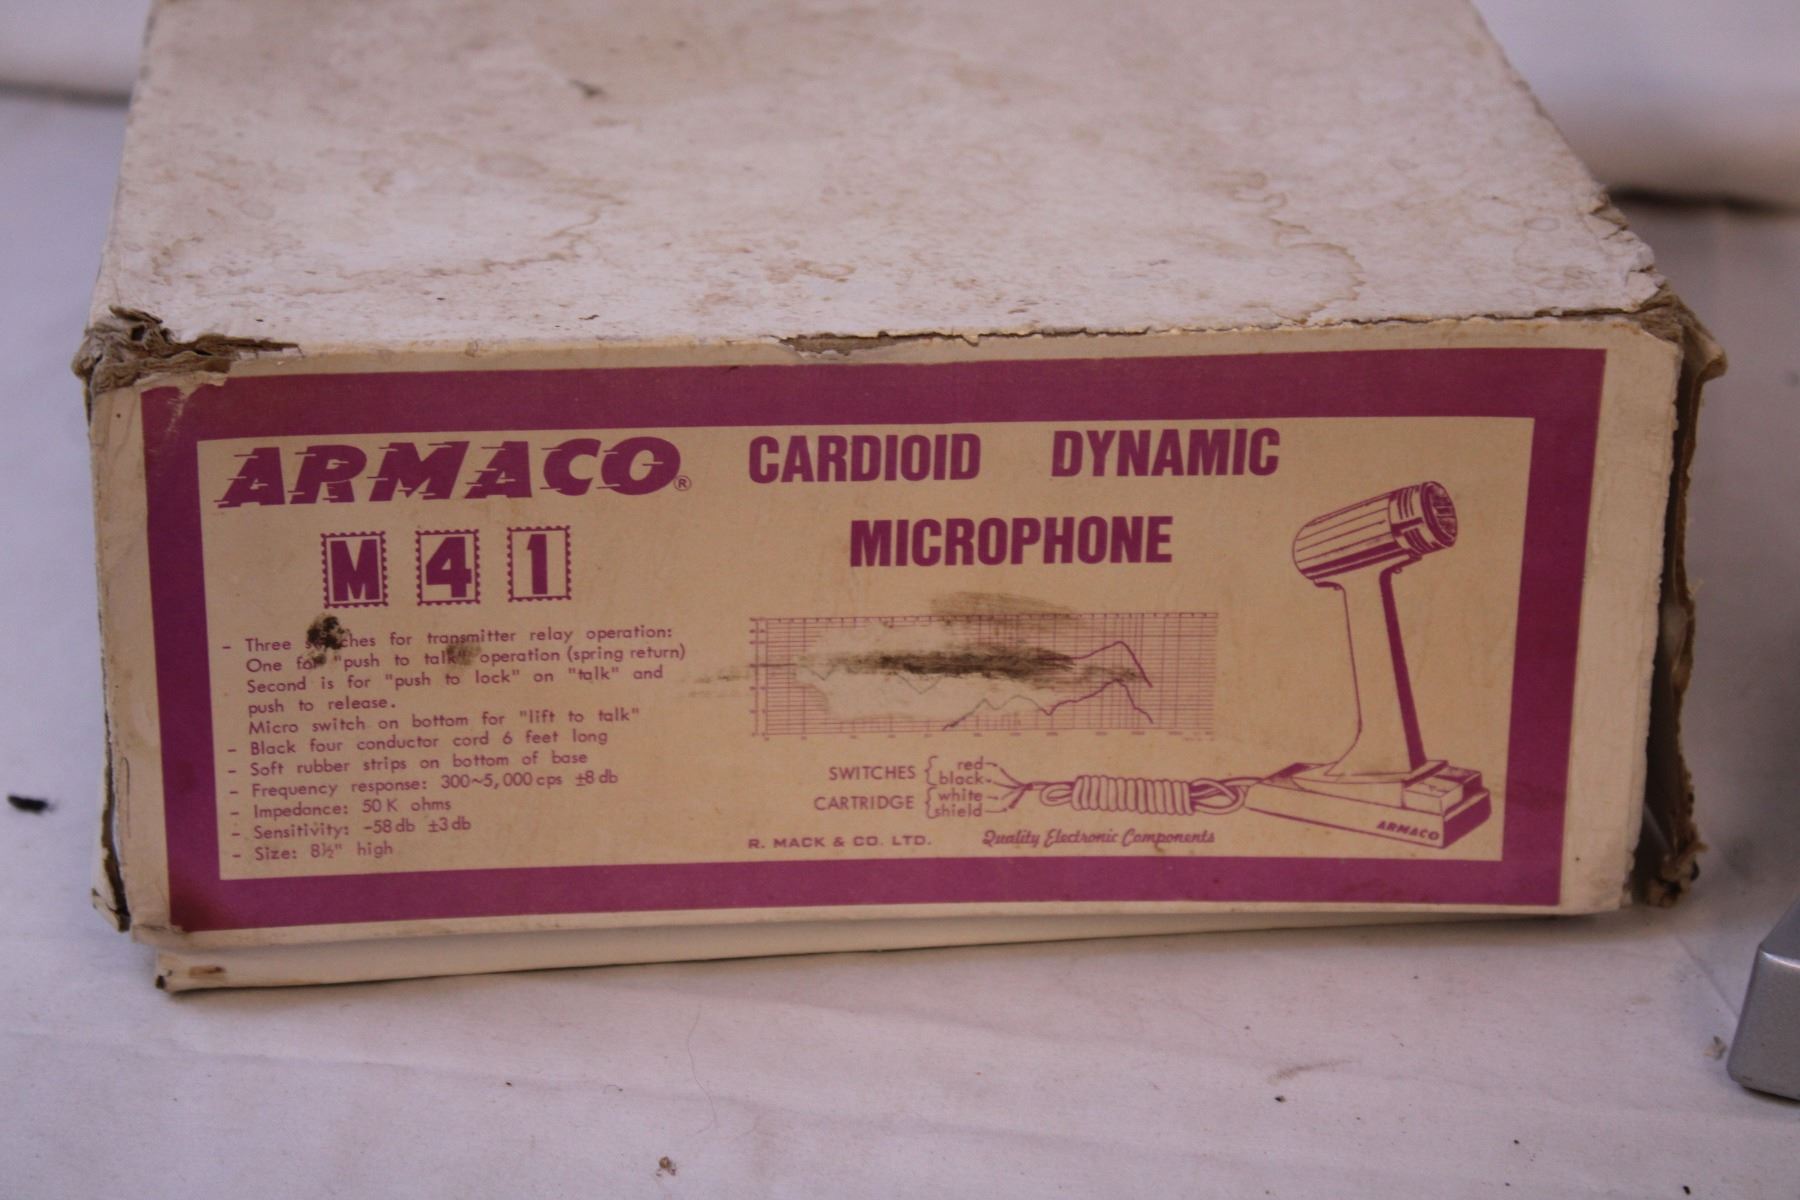 ARMACO®
CARDIOID DYNAMIC
MICROPHONE
M 4 1
- Three switches for transmitter relay operation:
One for "push to talk" operation (spring return)
Second is for "push to lock" on "talk" and
push to release.
Micro switch on bottom for "lift to talk"
- Black four conductor cord 6 feet long
- Soft rubber strips on bottom of base
- Frequency response: 300~5,000 cps ±8 db
- Impedance: 50 K ohms
- Sensitivity: -58 db ±3 db
- Size: 8½" high
SWITCHES { red
black
CARTRIDGE { white
shield
ARMACO
R. MACK & CO. LTD. Quality Electronic Components